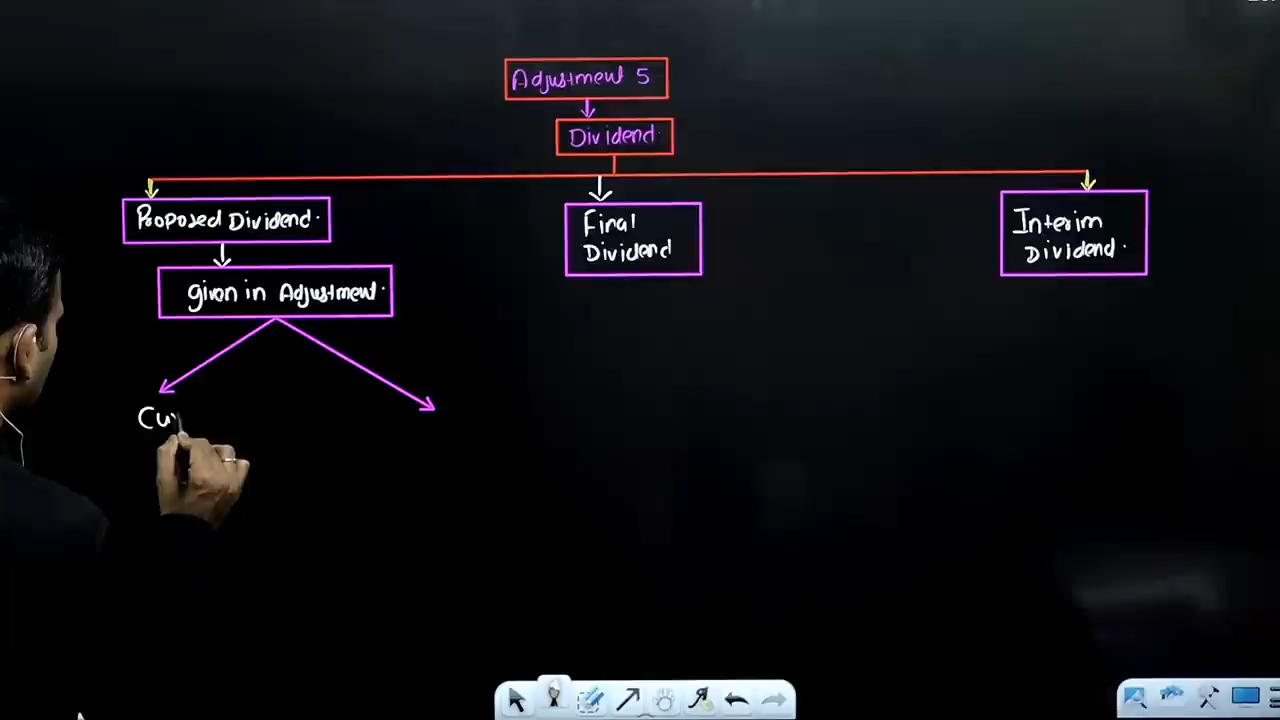 Adjustment 5
Dividend.
Proposed Dividend.
Final
Dividend
Interim
Dividend.
given in Adjustment.